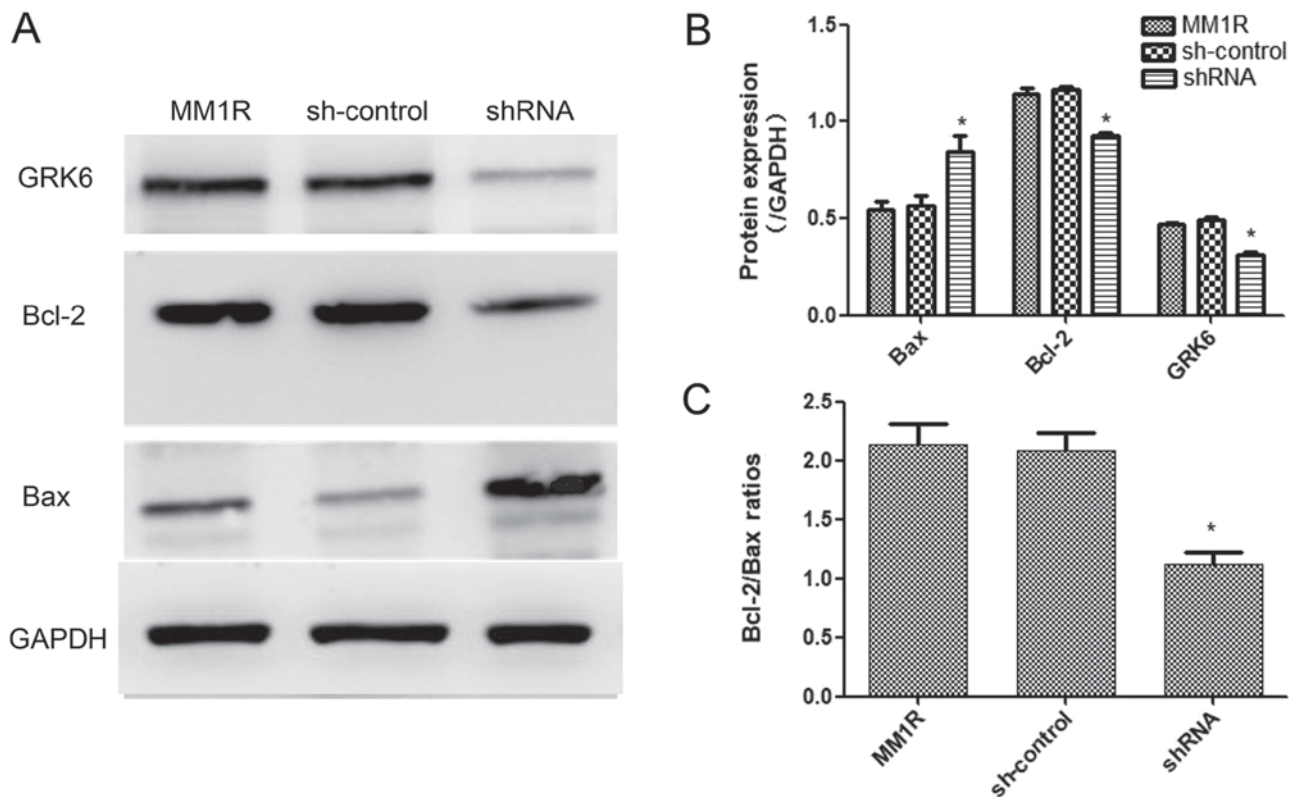 A
MM1R sh-control shRNA
GRK6
Bcl-2
Bax
GAPDH
B
MM1R
sh-control
shRNA
Protein expression
(/GAPDH)
1.5
1.0
0.5
0.0
*
*
*
Bax
Bcl-2
GRK6
C
Bcl-2/Bax ratios
2.5
2.0
1.5
1.0
0.5
0.0
*
MM1R
sh-control
shRNA